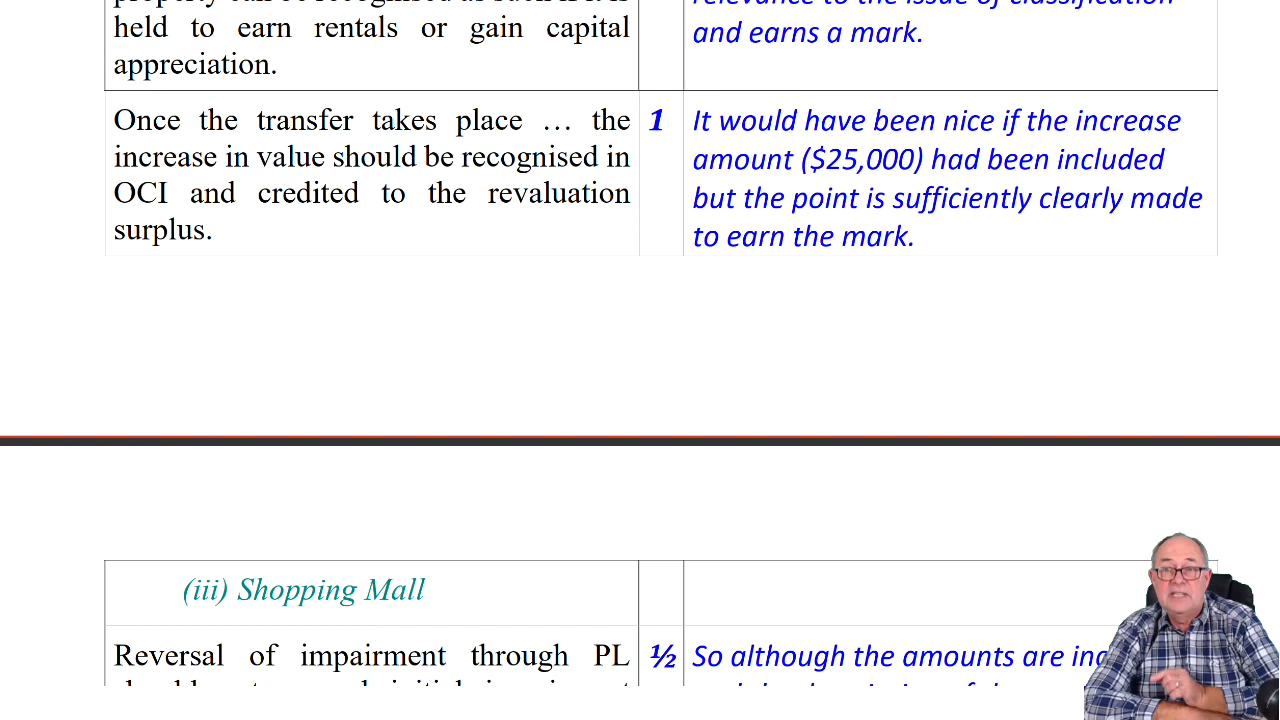 held to earn rentals or gain capital
appreciation.
and earns a mark.
Once the transfer takes place … the
increase in value should be recognised in
OCI and credited to the revaluation
surplus.
1
It would have been nice if the increase
amount ($25,000) had been included
but the point is sufficiently clearly made
to earn the mark.
(iii) Shopping Mall
Reversal of impairment through PL
½
So although the amounts are